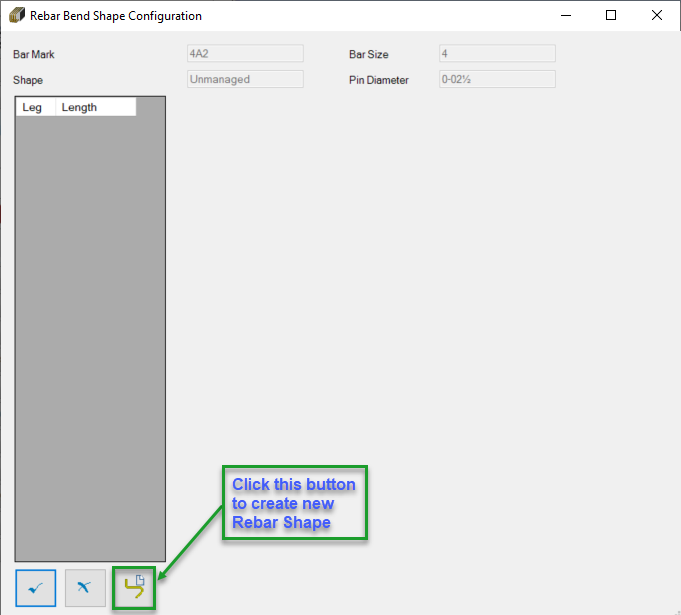 Rebar Bend Shape Configuration
Bar Mark 4A2 Bar Size 4
Shape Unmanaged Pin Diameter 0-02½
Leg Length
Click this button
to create new
Rebar Shape